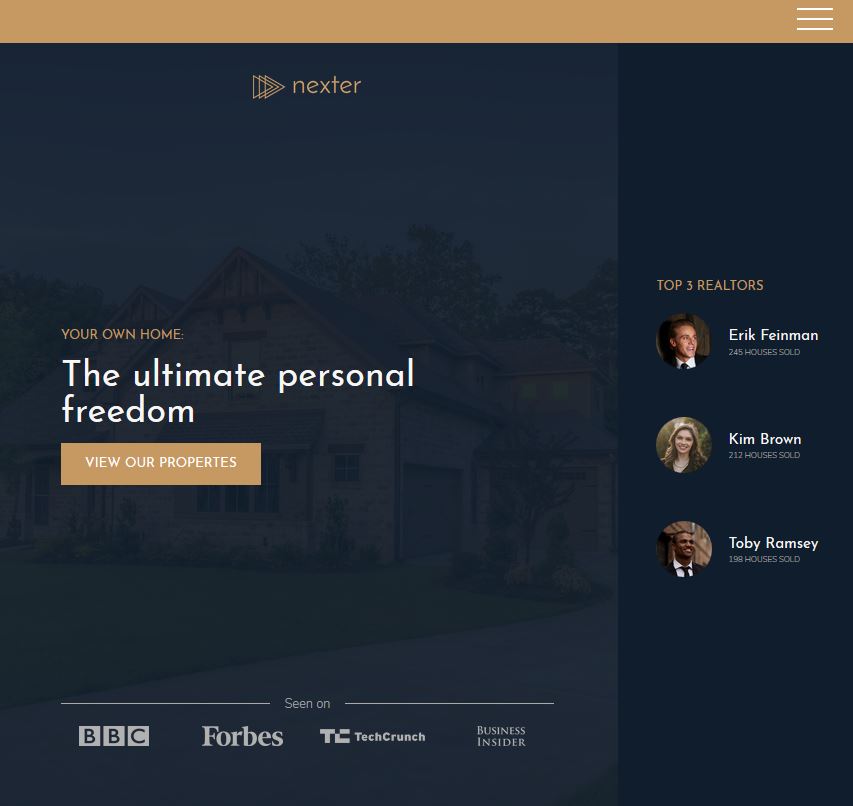 nexter
YOUR OWN HOME:
The ultimate personal
freedom
VIEW OUR PROPERTES
Seen on
BBC
Forbes
TC TechCrunch
BUSINESS
INSIDER
TOP 3 REALTORS
Erik Feinman
245 HOUSES SOLD
Kim Brown
212 HOUSES SOLD
Toby Ramsey
198 HOUSES SOLD